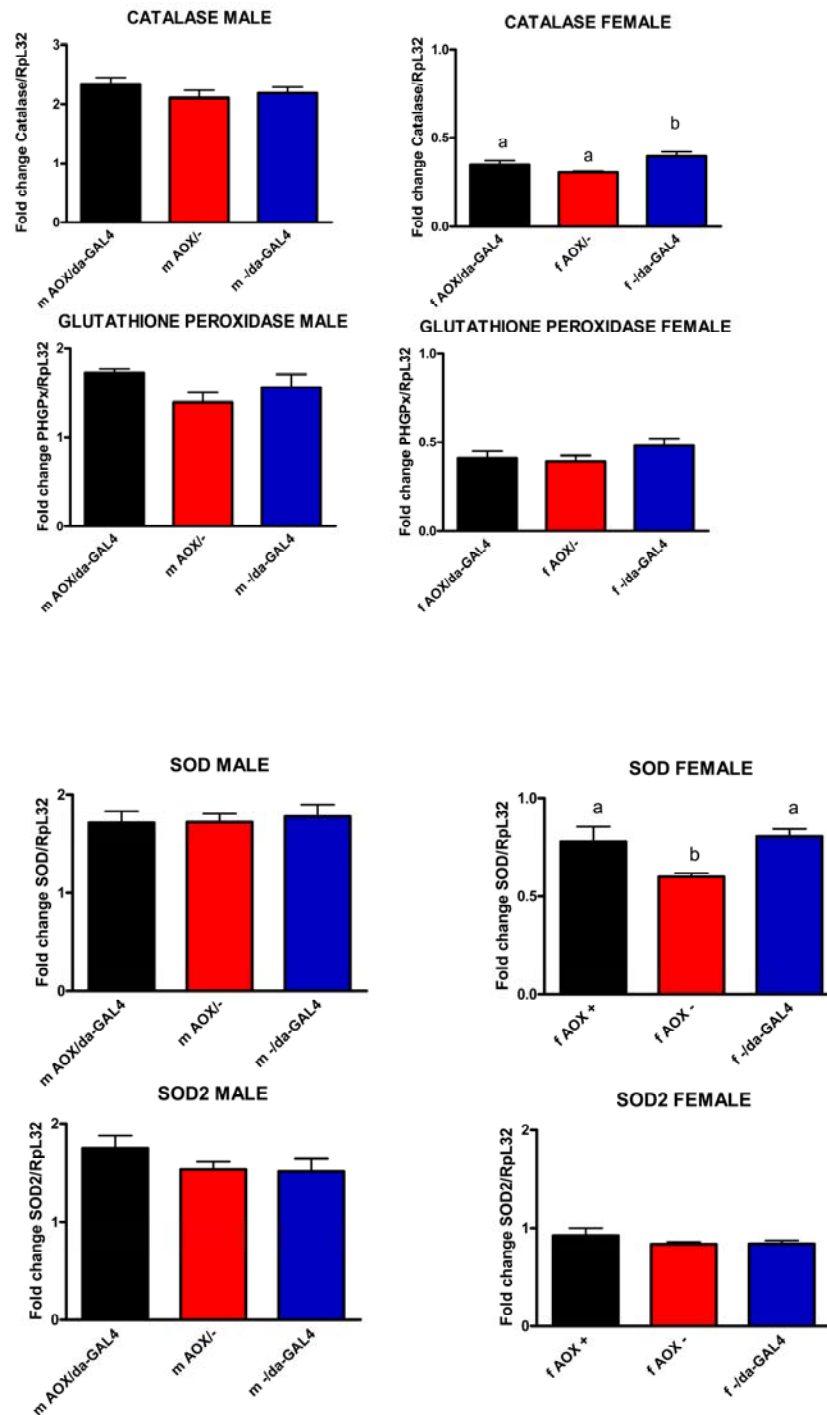 CATALASE MALE
Fold change Catalase/RpL32
3
2
1
0
m AOX/da-GAL4
m AOX/-
m -/da-GAL4
CATALASE FEMALE
Fold change Catalase/RpL32
1.0
0.5
0.0
a
a
b
f AOX/da-GAL4
f AOX/-
f -/da-GAL4
GLUTATHIONE PEROXIDASE MALE
Fold change PHGPx/RpL32
2
1
0
m AOX/da-GAL4
m AOX/-
m -/da-GAL4
GLUTATHIONE PEROXIDASE FEMALE
Fold change PHGPx/RpL32
1.0
0.5
0.0
f AOX/da-GAL4
f AOX/-
f -/da-GAL4
SOD MALE
Fold change SOD/RpL32
2
1
0
m AOX/da-GAL4
m AOX/-
m -/da-GAL4
SOD FEMALE
Fold change SOD/RpL32
1.0
0.5
0.0
a
b
a
f AOX +
f AOX -
f -/da-GAL4
SOD2 MALE
Fold change SOD2/RpL32
2
1
0
m AOX/da-GAL4
m AOX/-
m -/da-GAL4
SOD2 FEMALE
Fold change SOD2/RpL32
2
1
0
f AOX +
f AOX -
f -/da-GAL4